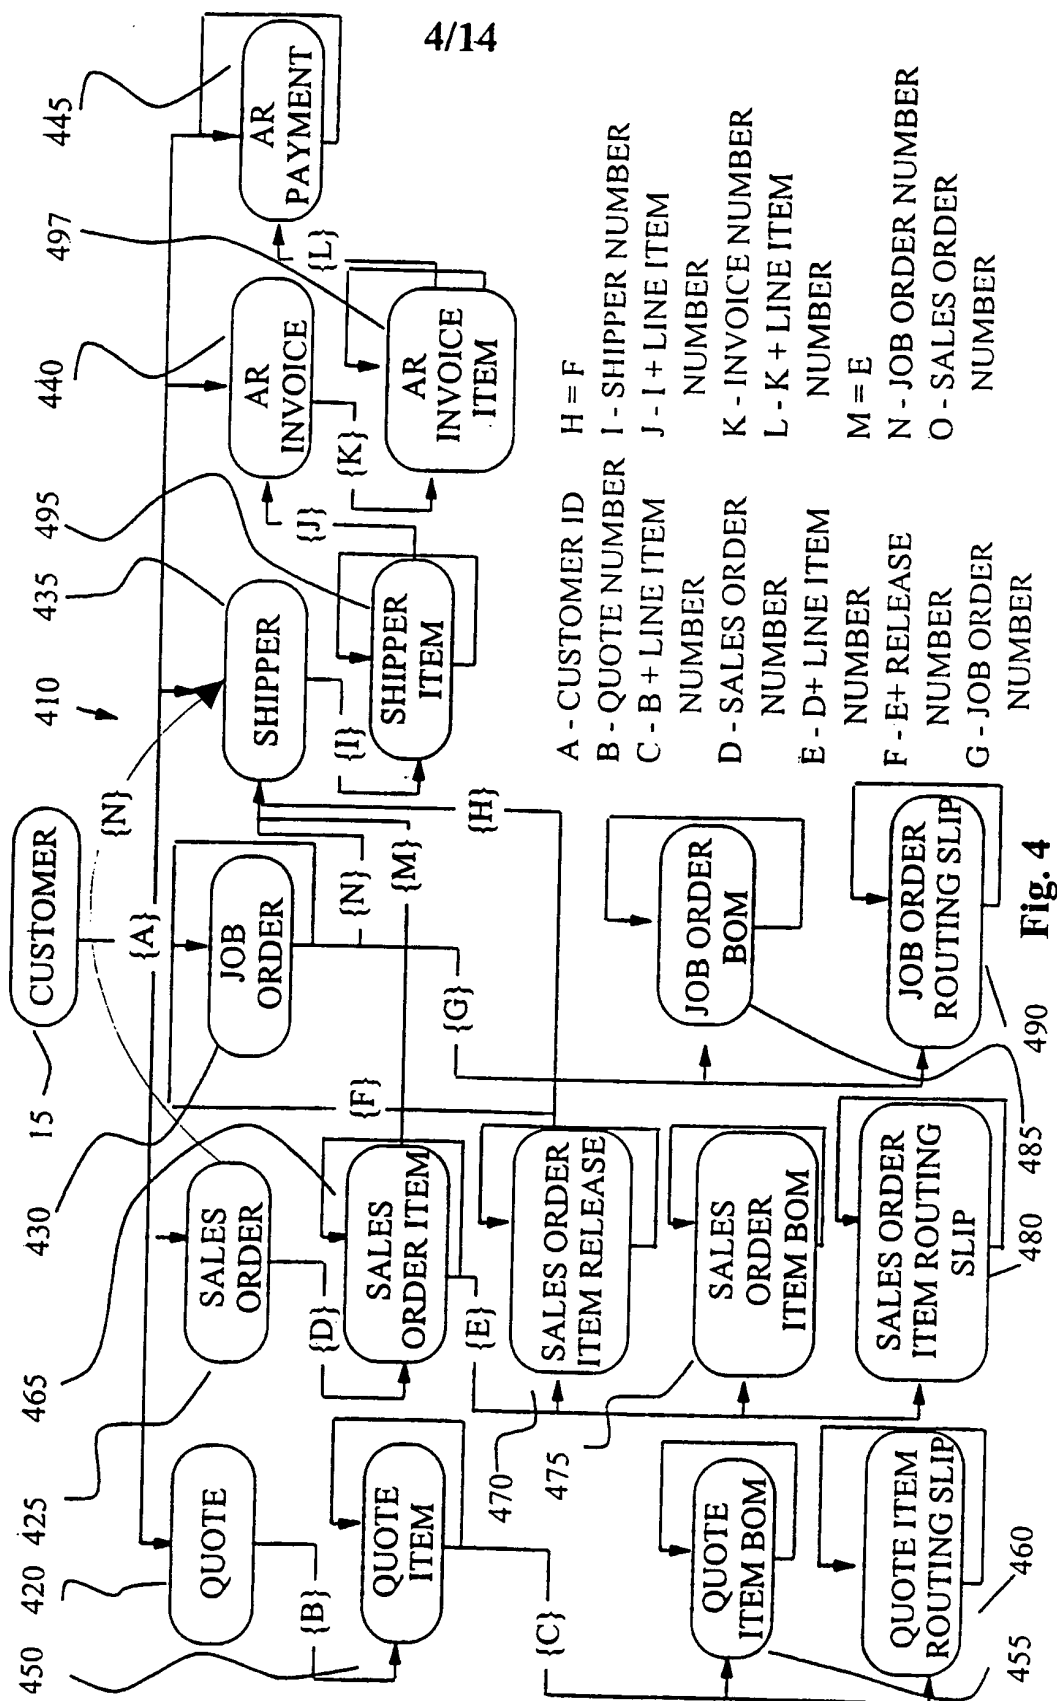 4/14
15
CUSTOMER
410
{N}
{A}
420
425
465
430
435
495
440
497
445
QUOTE
SALES
ORDER
JOB
ORDER
SHIPPER
AR
INVOICE
AR
PAYMENT
450
{B}
{D}
{F}
{N}
{M}
{I}
{J}
{K}
{L}
QUOTE
ITEM
SALES
ORDER ITEM
SHIPPER
ITEM
AR
INVOICE
ITEM
{C}
{E}
{G}
{H}
470
475
SALES ORDER
ITEM RELEASE
QUOTE
ITEM BOM
SALES
ORDER
ITEM BOM
JOB ORDER
BOM
QUOTE ITEM
ROUTING SLIP
SALES ORDER
ITEM ROUTING
SLIP
JOB ORDER
ROUTING SLIP
455
460
480
485
490
A - CUSTOMER ID
B - QUOTE NUMBER
C - B + LINE ITEM
NUMBER
D - SALES ORDER
NUMBER
E - D+ LINE ITEM
NUMBER
F - E+ RELEASE
NUMBER
G - JOB ORDER
NUMBER
H = F
I - SHIPPER NUMBER
J - I + LINE ITEM
NUMBER
K - INVOICE NUMBER
L - K + LINE ITEM
NUMBER
M = E
N - JOB ORDER NUMBER
O - SALES ORDER
NUMBER
Fig. 4